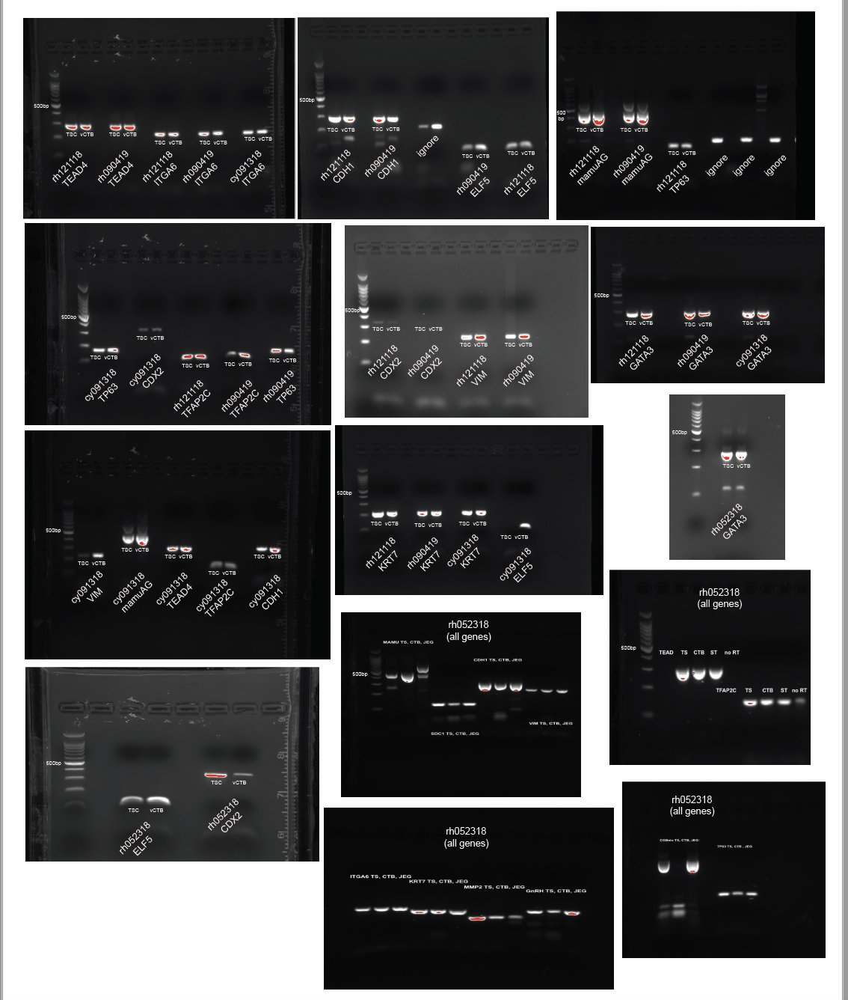 500bp
TSC vCTB TSC vCTB TSC vCTB TSC vCTB TSC vCTB
rh121118
TEAD4
rh090419
TEAD4
rh121118
ITGA6
rh090419
ITGA6
cy091318
ITGA6
500bp
TSC vCTB TSC vCTB
rh121118
CDH1
rh090419
CDH1
ignore
TSC vCTB TSC vCTB
rh090419
ELF5
rh121118
ELF5
500
bp
TSC vCTB TSC vCTB
rh121118
mamuAG
rh090419
mamuAG
TSC vCTB
rh121118
TP63
ignore
ignore
ignore
500bp
TSC vCTB
cy091318
TP63
TSC vCTB
cy091318
CDX2
TSC vCTB
rh121118
TFAP2C
TSC vCTB
rh090419
TFAP2C
TSC vCTB
rh090419
TP63
500bp
TSC vCTB TSC vCTB
rh121118
CDX2
rh090419
CDX2
TSC vCTB TSC vCTB
rh121118
VIM
rh090419
VIM
500bp
TSC vCTB TSC vCTB TSC vCTB
rh121118
GATA3
rh090419
GATA3
cy091318
GATA3
500bp
TSC vCTB
rh052318
GATA3
500bp
TSC vCTB
cy091318
VIM
TSC vCTB
cy091318
mamuAG
TSC vCTB
cy091318
TEAD4
TSC vCTB
cy091318
TFAP2C
TSC vCTB
cy091318
CDH1
500bp
TSC vCTB TSC vCTB TSC vCTB
rh121118
KRT7
rh090419
KRT7
cy091318
KRT7
TSC vCTB
cy091318
ELF5
rh052318
(all genes)
500bp
TEAD TS CTB ST no RT
TFAP2C TS CTB ST no RT
rh052318
(all genes)
MAMU TS, CTB, JEG
500bp
CDH1 TS, CTB, JEG
VIM TS, CTB, JEG
SDC1 TS, CTB, JEG
500bp
TSC vCTB
rh052318
ELF5
TSC vCTB
rh052318
CDX2
rh052318
(all genes)
ITGA6 TS, CTB, JEG
KRT7 TS, CTB, JEG
MMP2 TS, CTB, JEG
GnRH TS, CTB, JEG
rh052318
(all genes)
CGBeta TS, CTB, JEG
TP63 TS, CTB, JEG